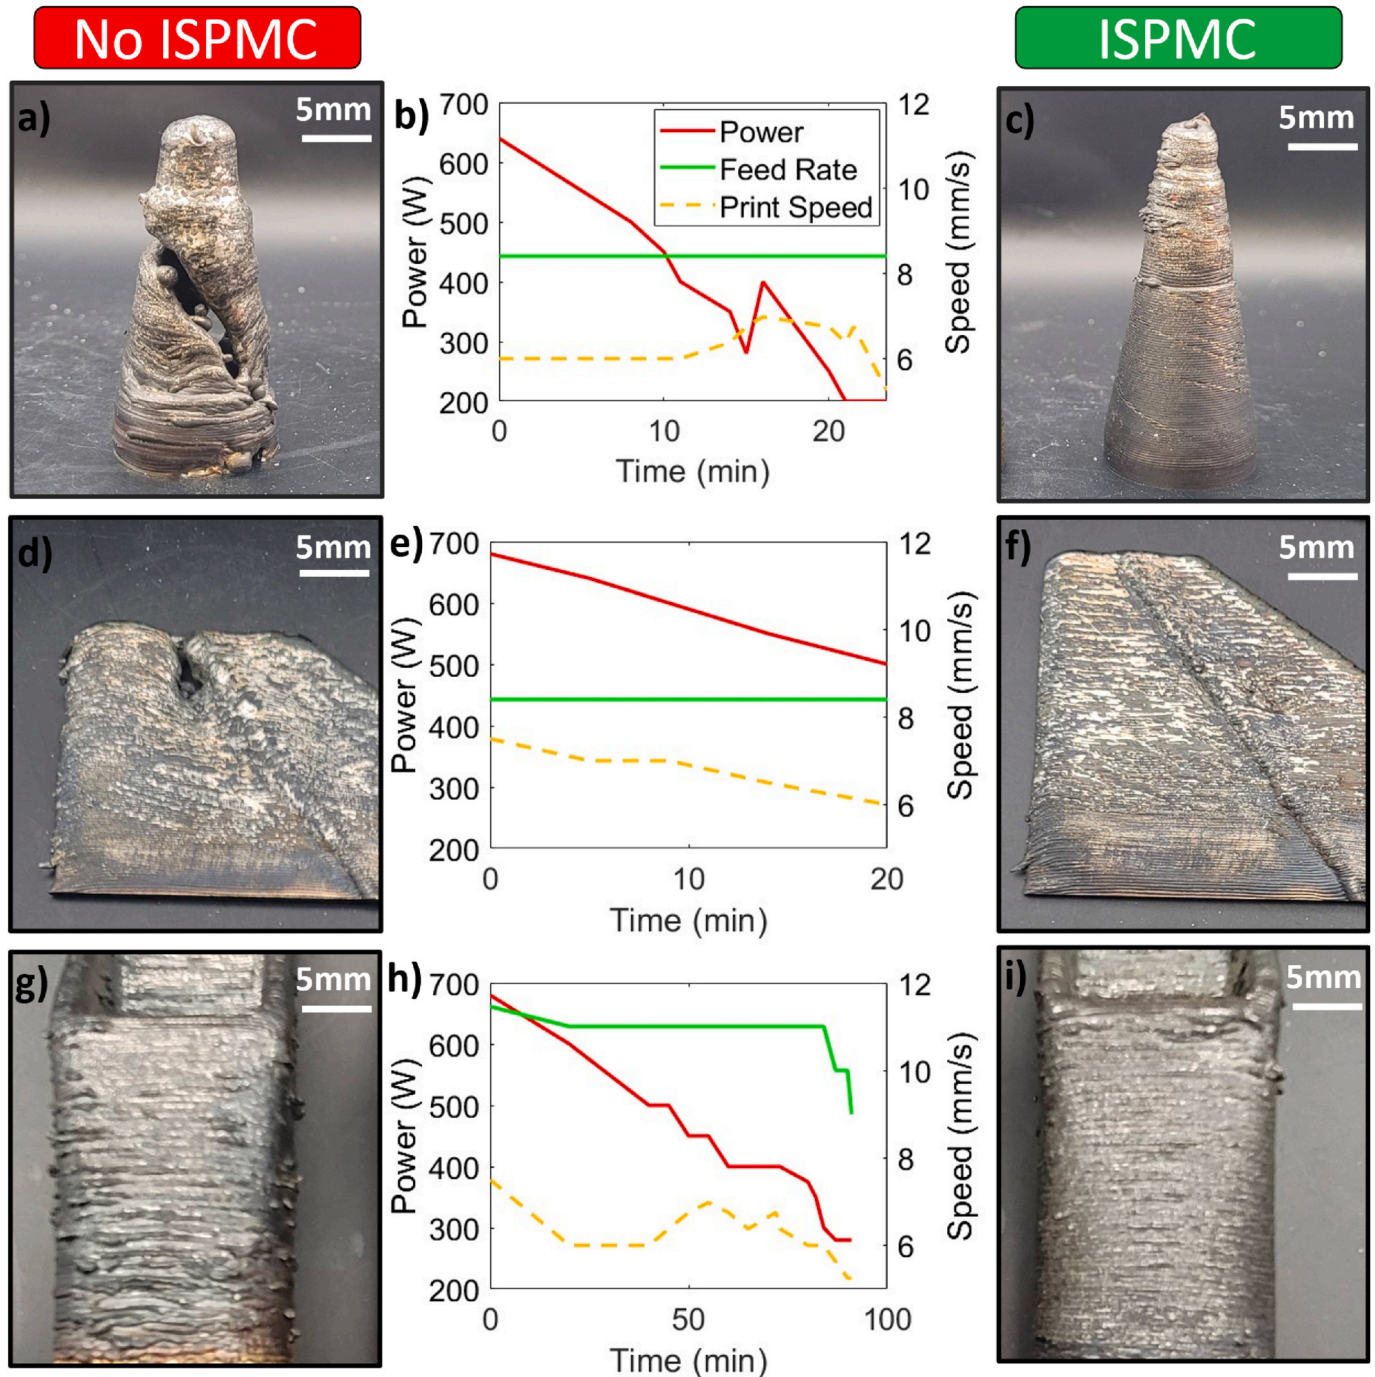 No ISPMC
ISPMC
a)
5mm
b)
700
600
500
400
300
200
Power (W)
Power
Feed Rate
Print Speed
12
10
8
6
Speed (mm/s)
0
10
20
Time (min)
c)
5mm
d)
5mm
e)
700
600
500
400
300
200
Power (W)
12
10
8
6
Speed (mm/s)
0
10
20
Time (min)
f)
5mm
g)
5mm
h)
700
600
500
400
300
200
Power (W)
12
10
8
6
Speed (mm/s)
0
50
100
Time (min)
i)
5mm